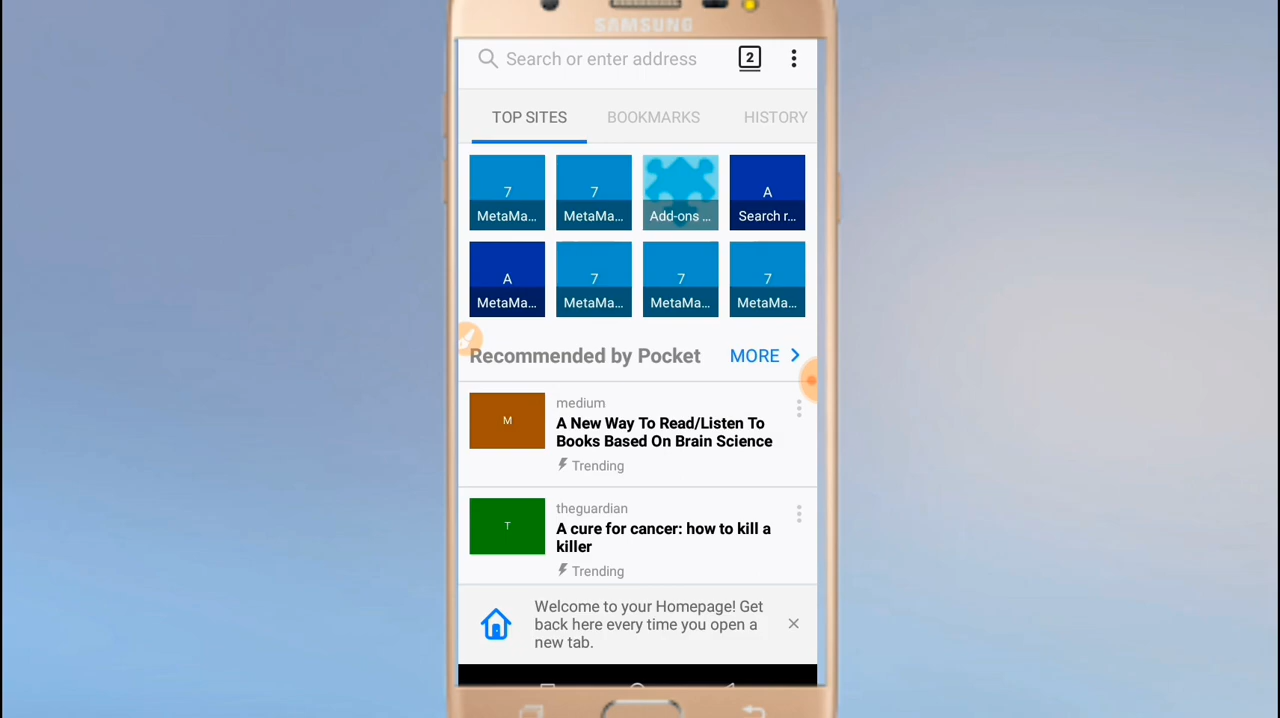 SAMSUNG
Search or enter address
2
TOP SITES BOOKMARKS HISTORY
7 7 A
MetaMa... MetaMa... Add-ons ... Search r...
A 7 7 7
MetaMa... MetaMa... MetaMa... MetaMa...
Recommended by Pocket MORE
M
medium
A New Way To Read/Listen To
Books Based On Brain Science
Trending
T
theguardian
A cure for cancer: how to kill a
killer
Trending
Welcome to your Homepage! Get
back here every time you open a
new tab.